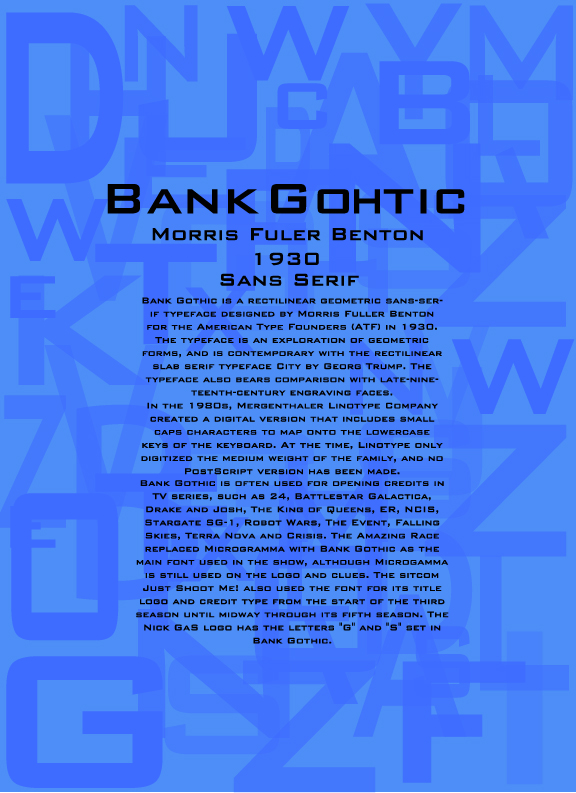 Bank Gohtic
Morris Fuler Benton
1930
Sans Serif
Bank Gothic is a rectilinear geometric sans-ser-
if typeface designed by Morris Fuller Benton
for the American Type Founders (ATF) in 1930.
The typeface is an exploration of geometric
forms, and is contemporary with the rectilinear
slab serif typeface City by Georg Trump. The
typeface also bears comparison with late-nine-
teenth-century engraving faces.
In the 1980s, Mergenthaler Linotype Company
created a digital version that includes small
caps characters to map onto the lowercase
keys of the keyboard. At the time, Linotype only
digitized the medium weight of the family, and no
PostScript version has been made.
Bank Gothic is often used for opening credits in
TV series, such as 24, Battlestar Galactica,
Drake and Josh, The King of Queens, ER, NCIS,
Stargate SG-1, Robot Wars, The Event, Falling
Skies, Terra Nova and Crisis. The Amazing Race
replaced Microgramma with Bank Gothic as the
main font used in the show, although Microgamma
is still used on the logo and clues. The sitcom
Just Shoot Me! also used the font for its title
logo and credit type from the start of the third
season until midway through its fifth season. The
Nick GaS logo has the letters "G" and "S" set in
Bank Gothic.